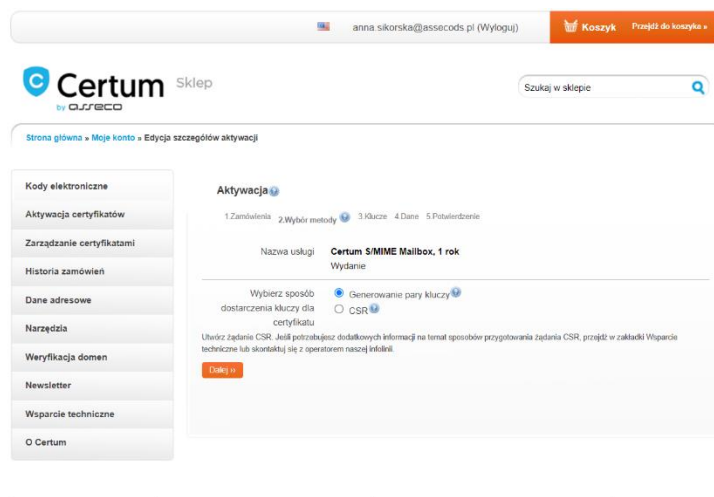 anna.sikorska@assecods.pl (Wyloguj)
Koszyk
Przejdź do koszyka »
Certum
by asseco
Sklep
Szukaj w sklepie
Strona główna » Moje konto » Edycja szczegółów aktywacji
Kody elektroniczne
Aktywacja certyfikatów
Zarządzanie certyfikatami
Historia zamówień
Dane adresowe
Narzędzia
Weryfikacja domen
Newsletter
Wsparcie techniczne
O Certum
Aktywacja
1.Zamówienia 2.Wybór metody 3.Klucze 4.Dane 5.Potwierdzenie
Nazwa usługi
Certum S/MIME Mailbox, 1 rok
Wydanie
Wybierz sposób
dostarczenia kluczy dla
certyfikatu
Generowanie pary kluczy
CSR
Utwórz żądanie CSR. Jeśli potrzebujesz dodatkowych informacji na temat sposobów przygotowania żądania CSR, przejdź w zakładki Wsparcie
techniczne lub skontaktuj się z operatorem naszej infolinii.
Dalej »